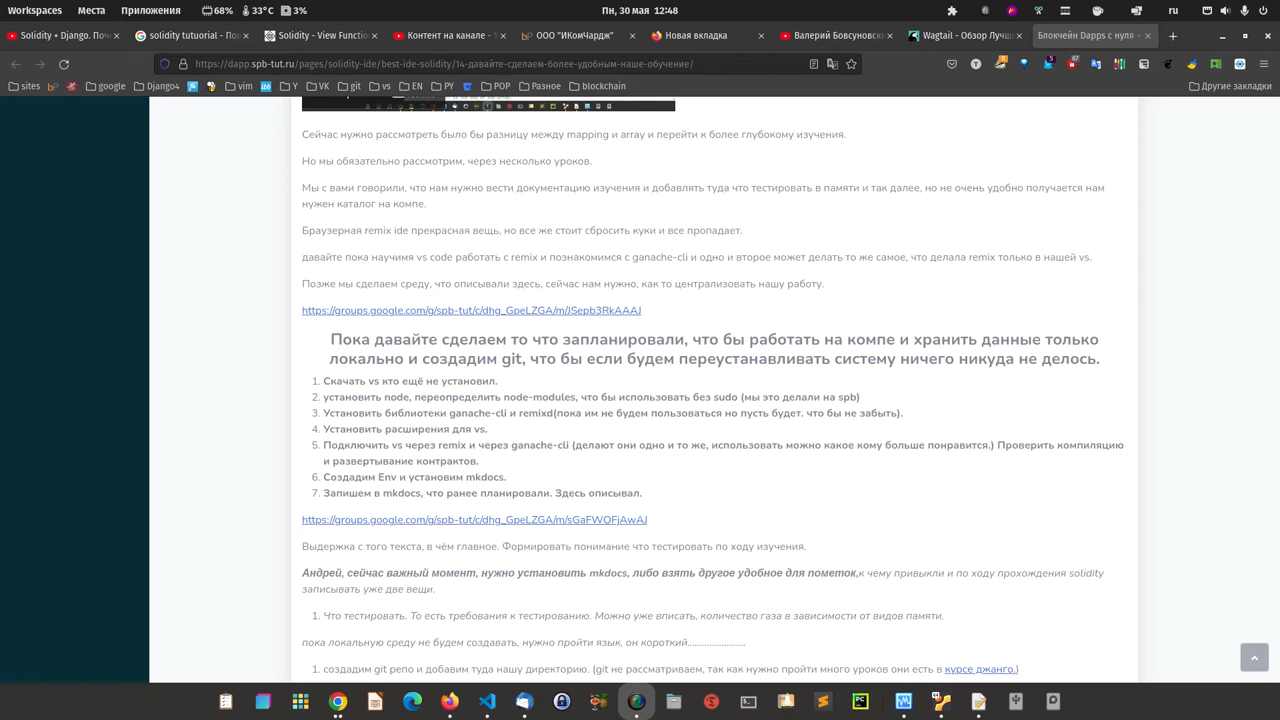 Workspaces Места Приложения 68% 33°C 3% Пн, 30 мая 12:48 ru
Solidity + Django. Поче Solidity tutuorial - По Solidity - View Functio Контент на канале - Y ООО "ИКомЧардж" Новая вкладка Валерий Бовсуновски Wagtail - Обзор Лучш Блокчейн Dapps с нуля +
https://dapp.spb-tut.ru/pages/solidity-ide/best-ide-solidity/14-давайте-сделаем-более-удобным-наше-обучение/
sites google Django4 vim Y VK git vs EN PY POP Разное blockchain Другие закладки
Сейчас нужно рассмотреть было бы разницу между mapping и array и перейти к более глубокому изучения.
Но мы обязательно рассмотрим, через несколько уроков.
Мы с вами говорили, что нам нужно вести документацию изучения и добавлять туда что тестировать в памяти и так далее, но не очень удобно получается нам
нужен каталог на компе.
Браузерная remix ide прекрасная вещь, но все же стоит сбросить куки и все пропадает.
давайте пока научимя vs code работать с remix и познакомимся с ganache-cli и одно и второе может делать то же самое, что делала remix только в нашей vs.
Позже мы сделаем среду, что описывали здесь, сейчас нам нужно, как то централизовать нашу работу.
https://groups.google.com/g/spb-tut/c/dhg_GpeLZGA/m/JSepb3RkAAAJ
Пока давайте сделаем то что запланировали, что бы работать на компе и хранить данные только
локально и создадим git, что бы если будем переустанавливать систему ничего никуда не делось.
1. Скачать vs кто ещё не установил.
2. установить node, переопределить node-modules, что бы использовать без sudo (мы это делали на spb)
3. Установить библиотеки ganache-cli и remixd(пока им не будем пользоваться но пусть будет. что бы не забыть).
4. Установить расширения для vs.
5. Подключить vs через remix и через ganache-cli (делают они одно и то же, использовать можно какое кому больше понравится.) Проверить компиляцию
и развертывание контрактов.
6. Создадим Env и установим mkdocs.
7. Запишем в mkdocs, что ранее планировали. Здесь описывал.
https://groups.google.com/g/spb-tut/c/dhg_GpeLZGA/m/sGaFWOFjAwAJ
Выдержка с того текста, в чём главное. Формировать понимание что тестировать по ходу изучения.
Андрей, сейчас важный момент, нужно установить mkdocs, либо взять другое удобное для пометок,к чему привыкли и по ходу прохождения solidity
записывать уже две вещи.
1. Что тестировать. То есть требования к тестированию. Можно уже вписать, количество газа в зависимости от видов памяти.
пока локальную среду не будем создавать, нужно пройти язык, он короткий........................
1. создадим git репо и добавим туда нашу директорию. (git не рассматриваем, так как нужно пройти много уроков они есть в курсе джанго.)